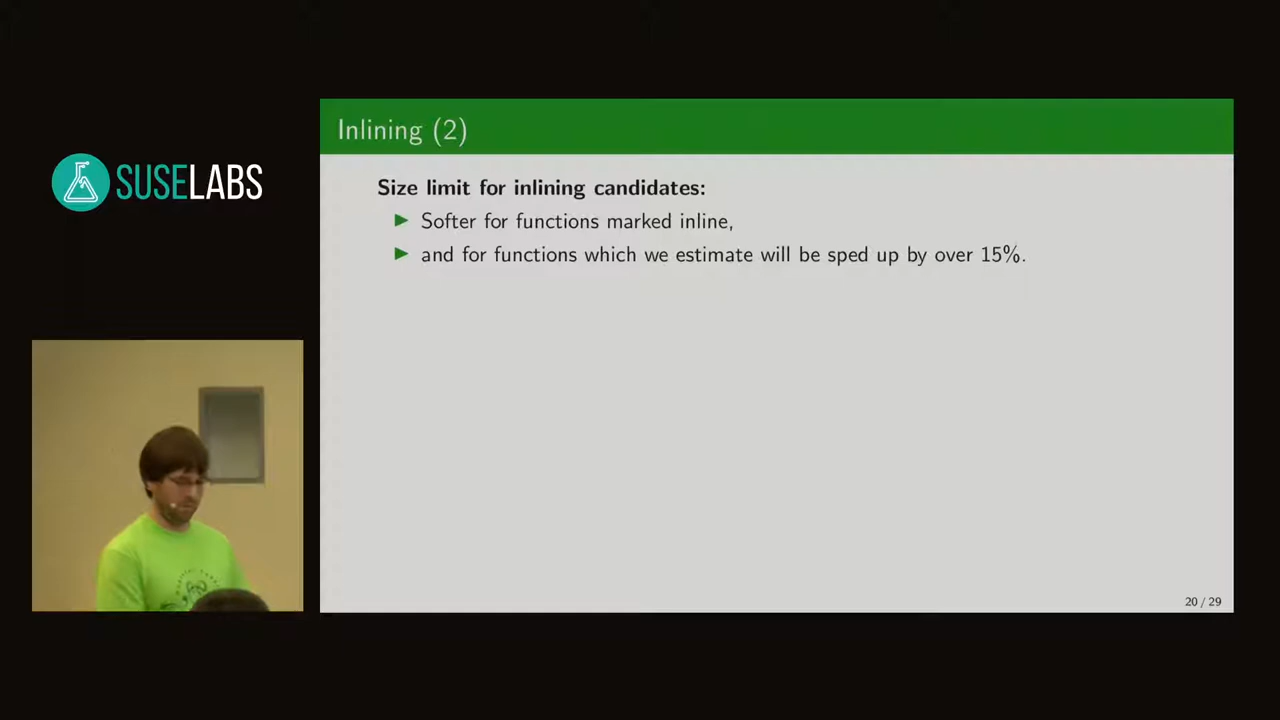 Inlining (2)
SUSELABS
Size limit for inlining candidates:
Softer for functions marked inline,
and for functions which we estimate will be sped up by over 15%.
20 / 29